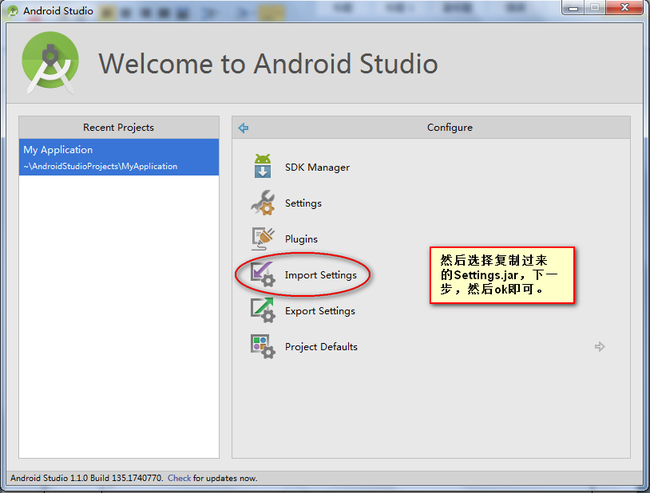 Android Studio
Welcome to Android Studio
Recent Projects
My Application
~\AndroidStudioProjects\MyApplication
Configure
SDK Manager
Settings
Plugins
Import Settings
Export Settings
Project Defaults
然后选择复制过来
的Settings.jar，下一
步，然后ok即可。
Android Studio 1.1.0 Build 135.1740770. Check for updates now.